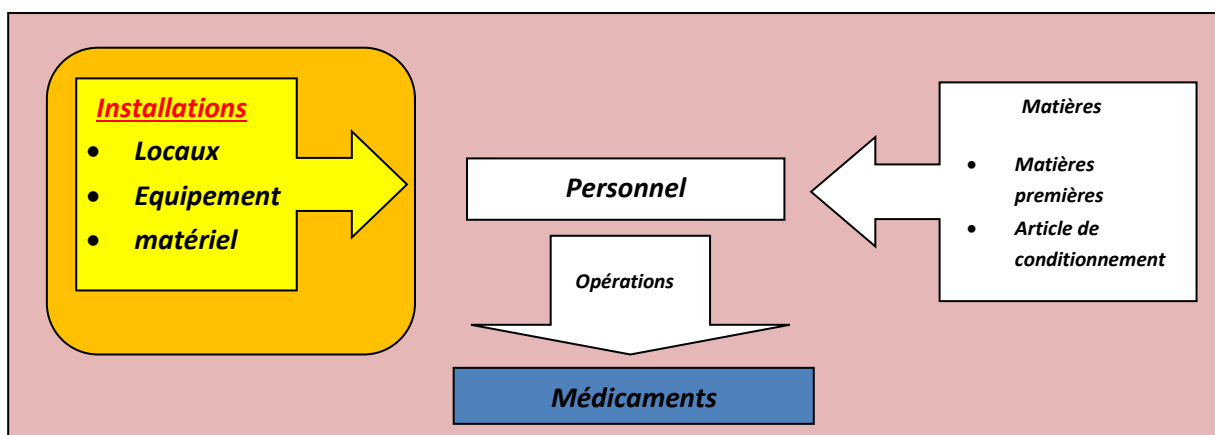 Installations
• Locaux
• Equipement
• matériel
Personnel
Opérations
Médicaments
Matières
• Matières
premières
• Article de
conditionnement